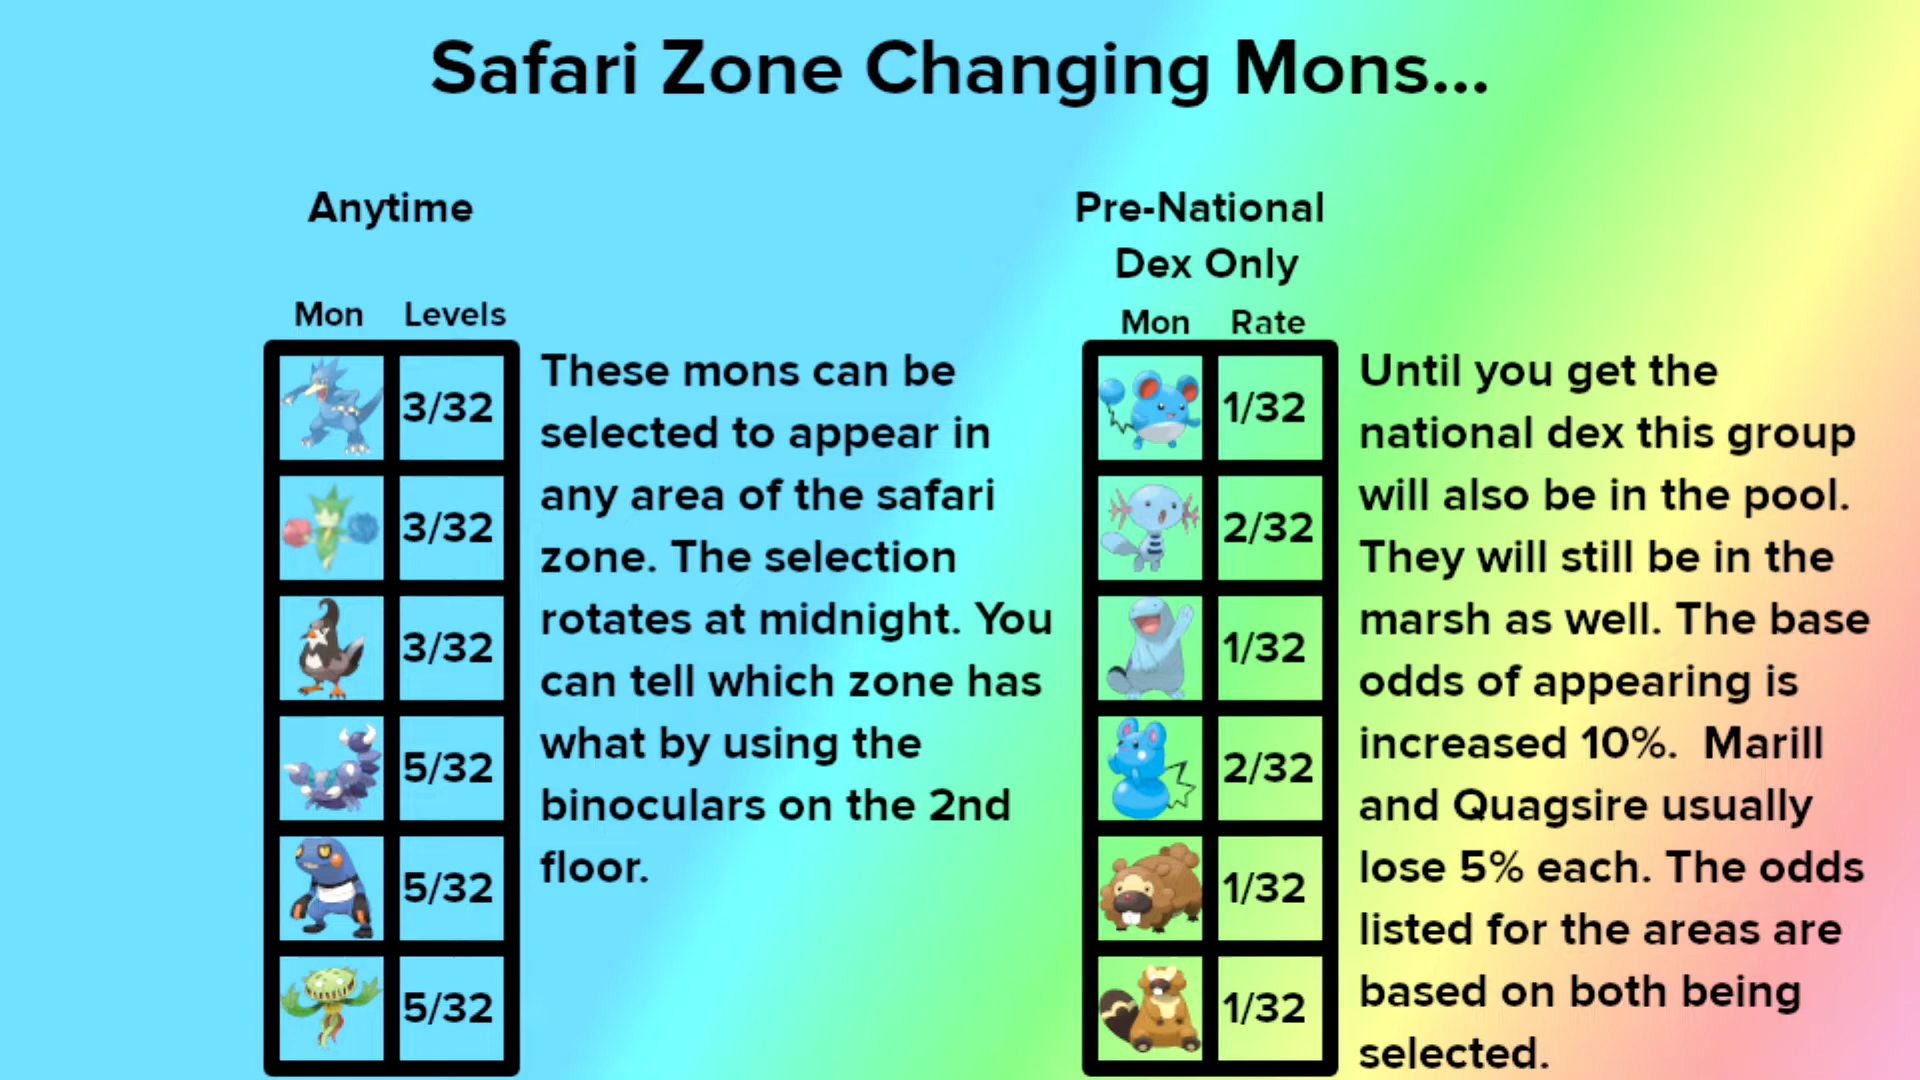 Safari Zone Changing Mons...
Anytime
Mon Levels
3/32
3/32
3/32
5/32
5/32
5/32
These mons can be
selected to appear in
any area of the safari
zone. The selection
rotates at midnight. You
can tell which zone has
what by using the
binoculars on the 2nd
floor.
Pre-National
Dex Only
Mon Rate
1/32
2/32
1/32
2/32
1/32
1/32
Until you get the
national dex this group
will also be in the pool.
They will still be in the
marsh as well. The base
odds of appearing is
increased 10%. Marill
and Quagsire usually
lose 5% each. The odds
listed for the areas are
based on both being
selected.